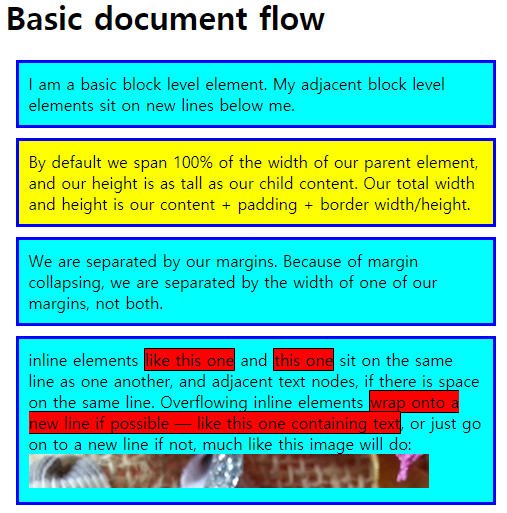 Basic document flow
I am a basic block level element. My adjacent block level
elements sit on new lines below me.
By default we span 100% of the width of our parent element,
and our height is as tall as our child content. Our total width
and height is our content + padding + border width/height.
We are separated by our margins. Because of margin
collapsing, we are separated by the width of one of our
margins, not both.
inline elements like this one and this one sit on the same
line as one another, and adjacent text nodes, if there is space
on the same line. Overflowing inline elements wrap onto a
new line if possible — like this one containing text, or just go
on to a new line if not, much like this image will do: